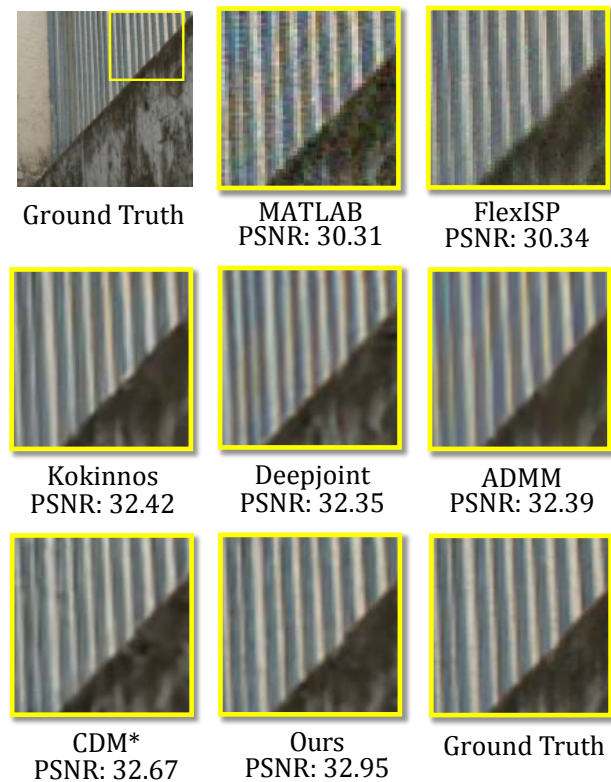 Ground Truth
MATLAB
PSNR: 30.31
FlexISP
PSNR: 30.34
Kokinnos
PSNR: 32.42
Deepjoint
PSNR: 32.35
ADMM
PSNR: 32.39
CDM*
PSNR: 32.67
Ours
PSNR: 32.95
Ground Truth